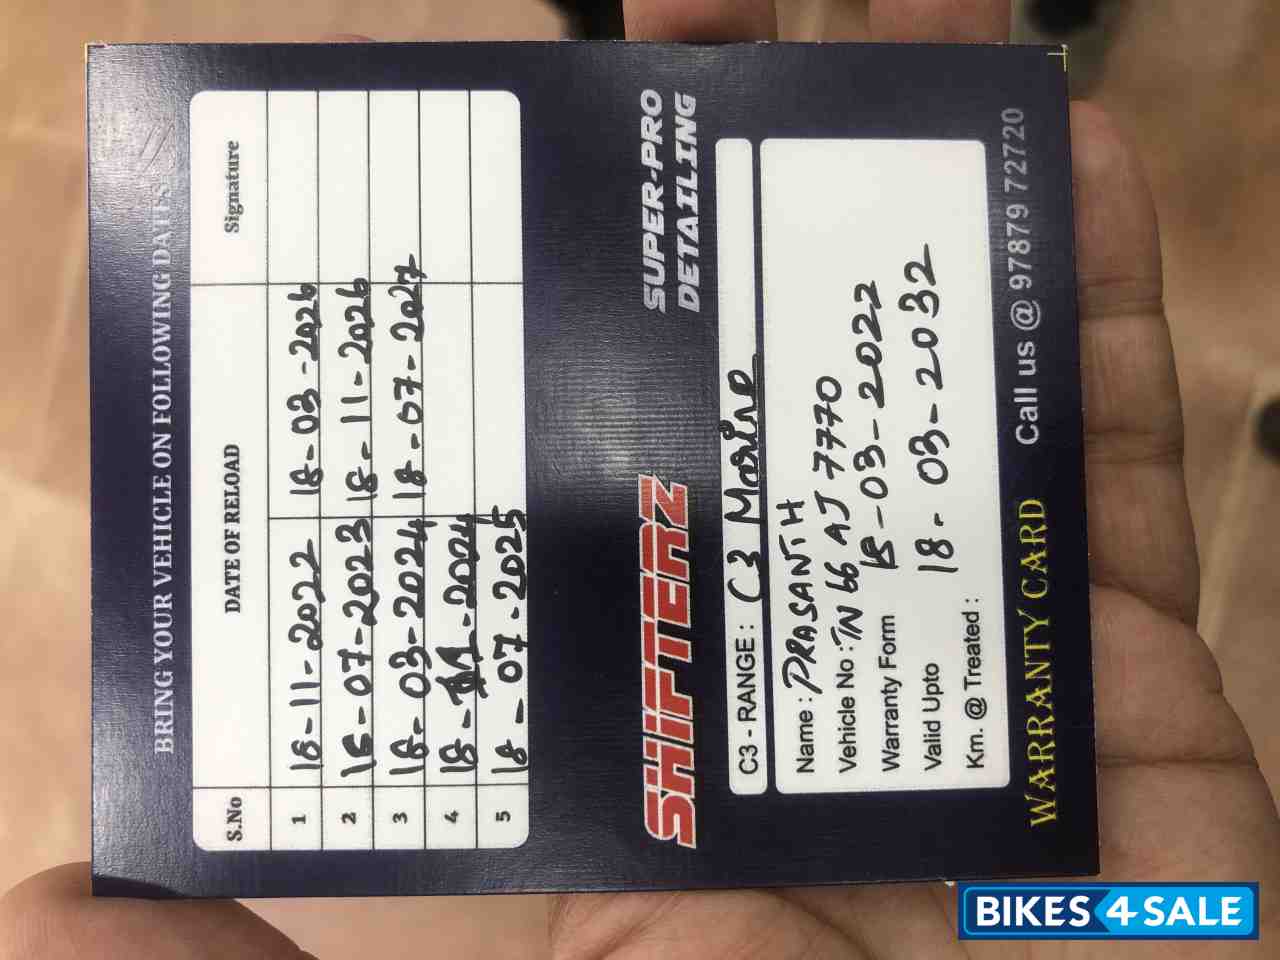 BRING YOUR VEHICLE ON FOLLOWING DATES
S.No DATE OF RELOAD Signature
1 18-11-2022 18-03-2026
2 18-07-2023 18-11-2026
3 18-03-2024 18-07-2027
4 18-11-2024
5 18-07-2025
SHIFTERZ
SUPER-PRO
DETAILING
C3 - RANGE : C3 Marine
Name : PRASANTH
Vehicle No : TN 66 AJ 7770
Warranty Form 18-03-2022
Valid Upto 18-03-2032
Km. @ Treated :
WARRANTY CARD Call us @ 97879 72720
BIKES4SALE